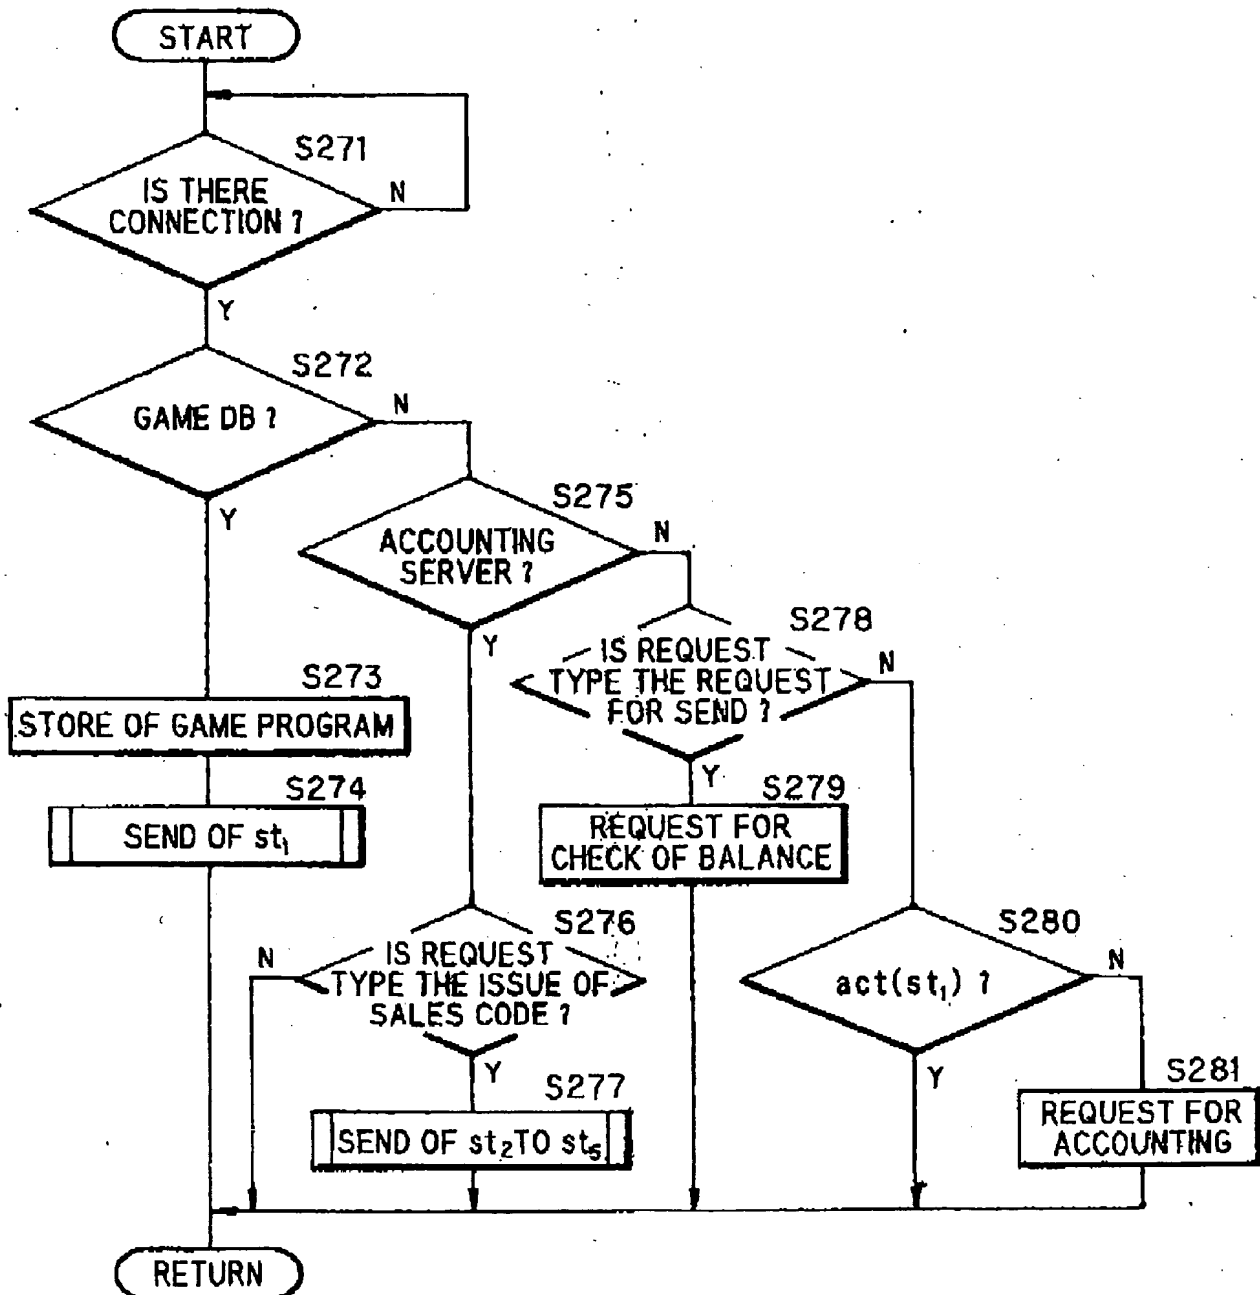 START
S271
IS THERE
CONNECTION ?
N
Y
S272
GAME DB ?
N
Y
S275
ACCOUNTING
SERVER ?
N
Y
S278
IS REQUEST
TYPE THE REQUEST
FOR SEND ?
N
Y
S273
STORE OF GAME PROGRAM
S274
SEND OF st₁
S279
REQUEST FOR
CHECK OF BALANCE
S276
IS REQUEST
TYPE THE ISSUE OF
SALES CODE ?
N
Y
S280
act(st₁) ?
N
Y
S277
SEND OF st₂ TO st₅
S281
REQUEST FOR
ACCOUNTING
RETURN